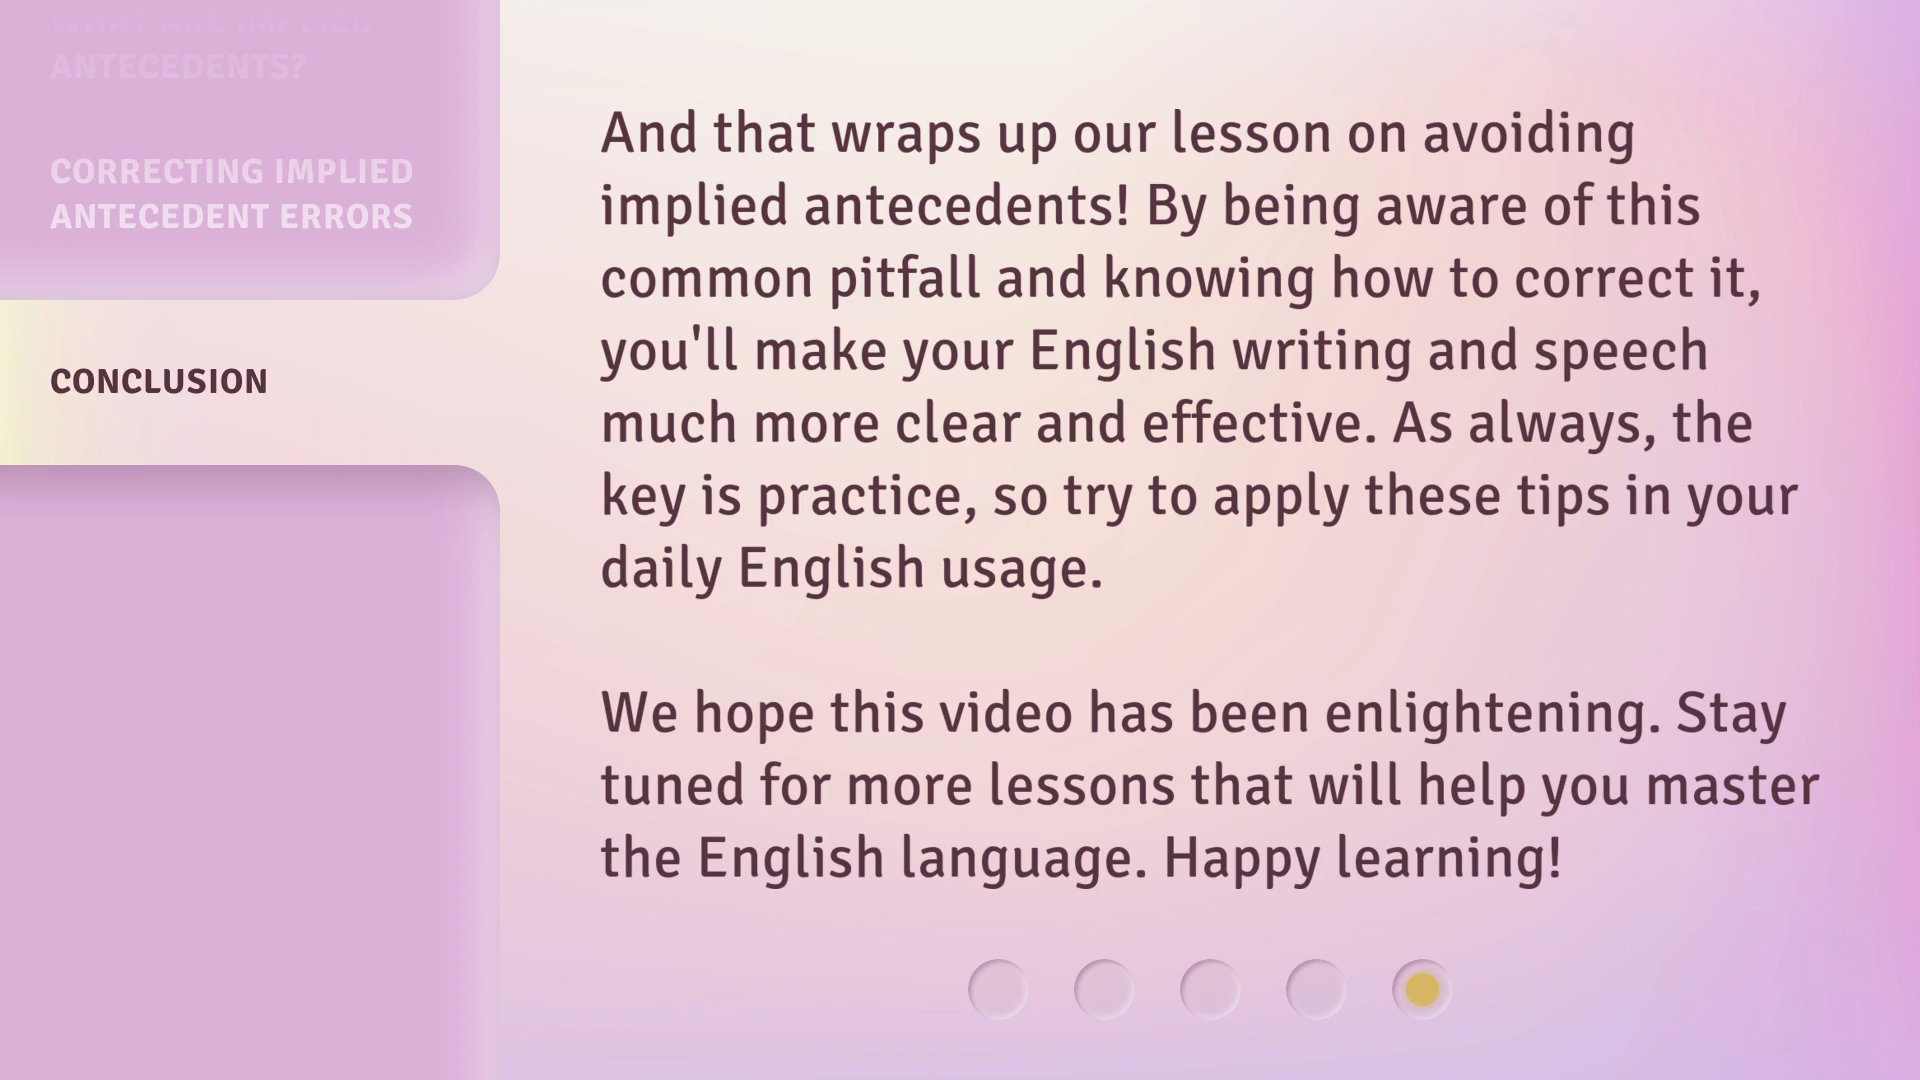 WHAT ARE IMPLIED
ANTECEDENTS?
CORRECTING IMPLIED
ANTECEDENT ERRORS
CONCLUSION
And that wraps up our lesson on avoiding
implied antecedents! By being aware of this
common pitfall and knowing how to correct it,
you'll make your English writing and speech
much more clear and effective. As always, the
key is practice, so try to apply these tips in your
daily English usage.
We hope this video has been enlightening. Stay
tuned for more lessons that will help you master
the English language. Happy learning!